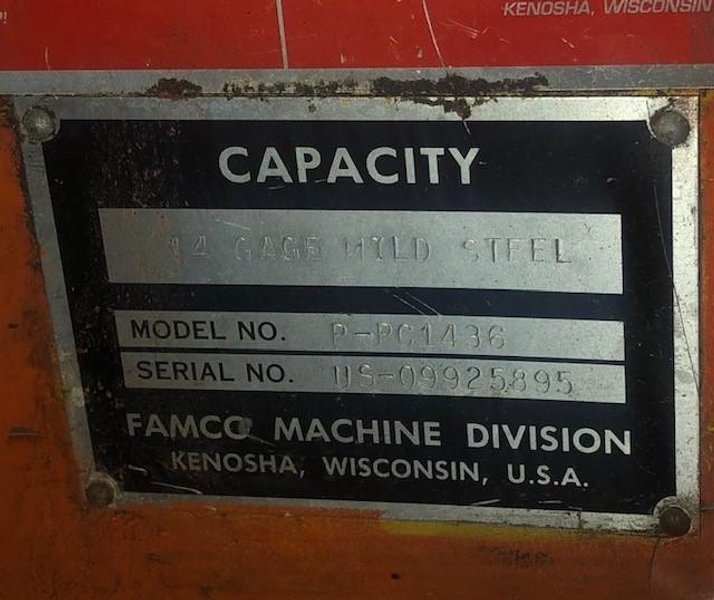 KENOSHA, WISCONSIN
CAPACITY
14 GAGE MILD STEEL
MODEL NO. P-PC1436
SERIAL NO. US-09925895
FAMCO MACHINE DIVISION
KENOSHA, WISCONSIN, U.S.A.